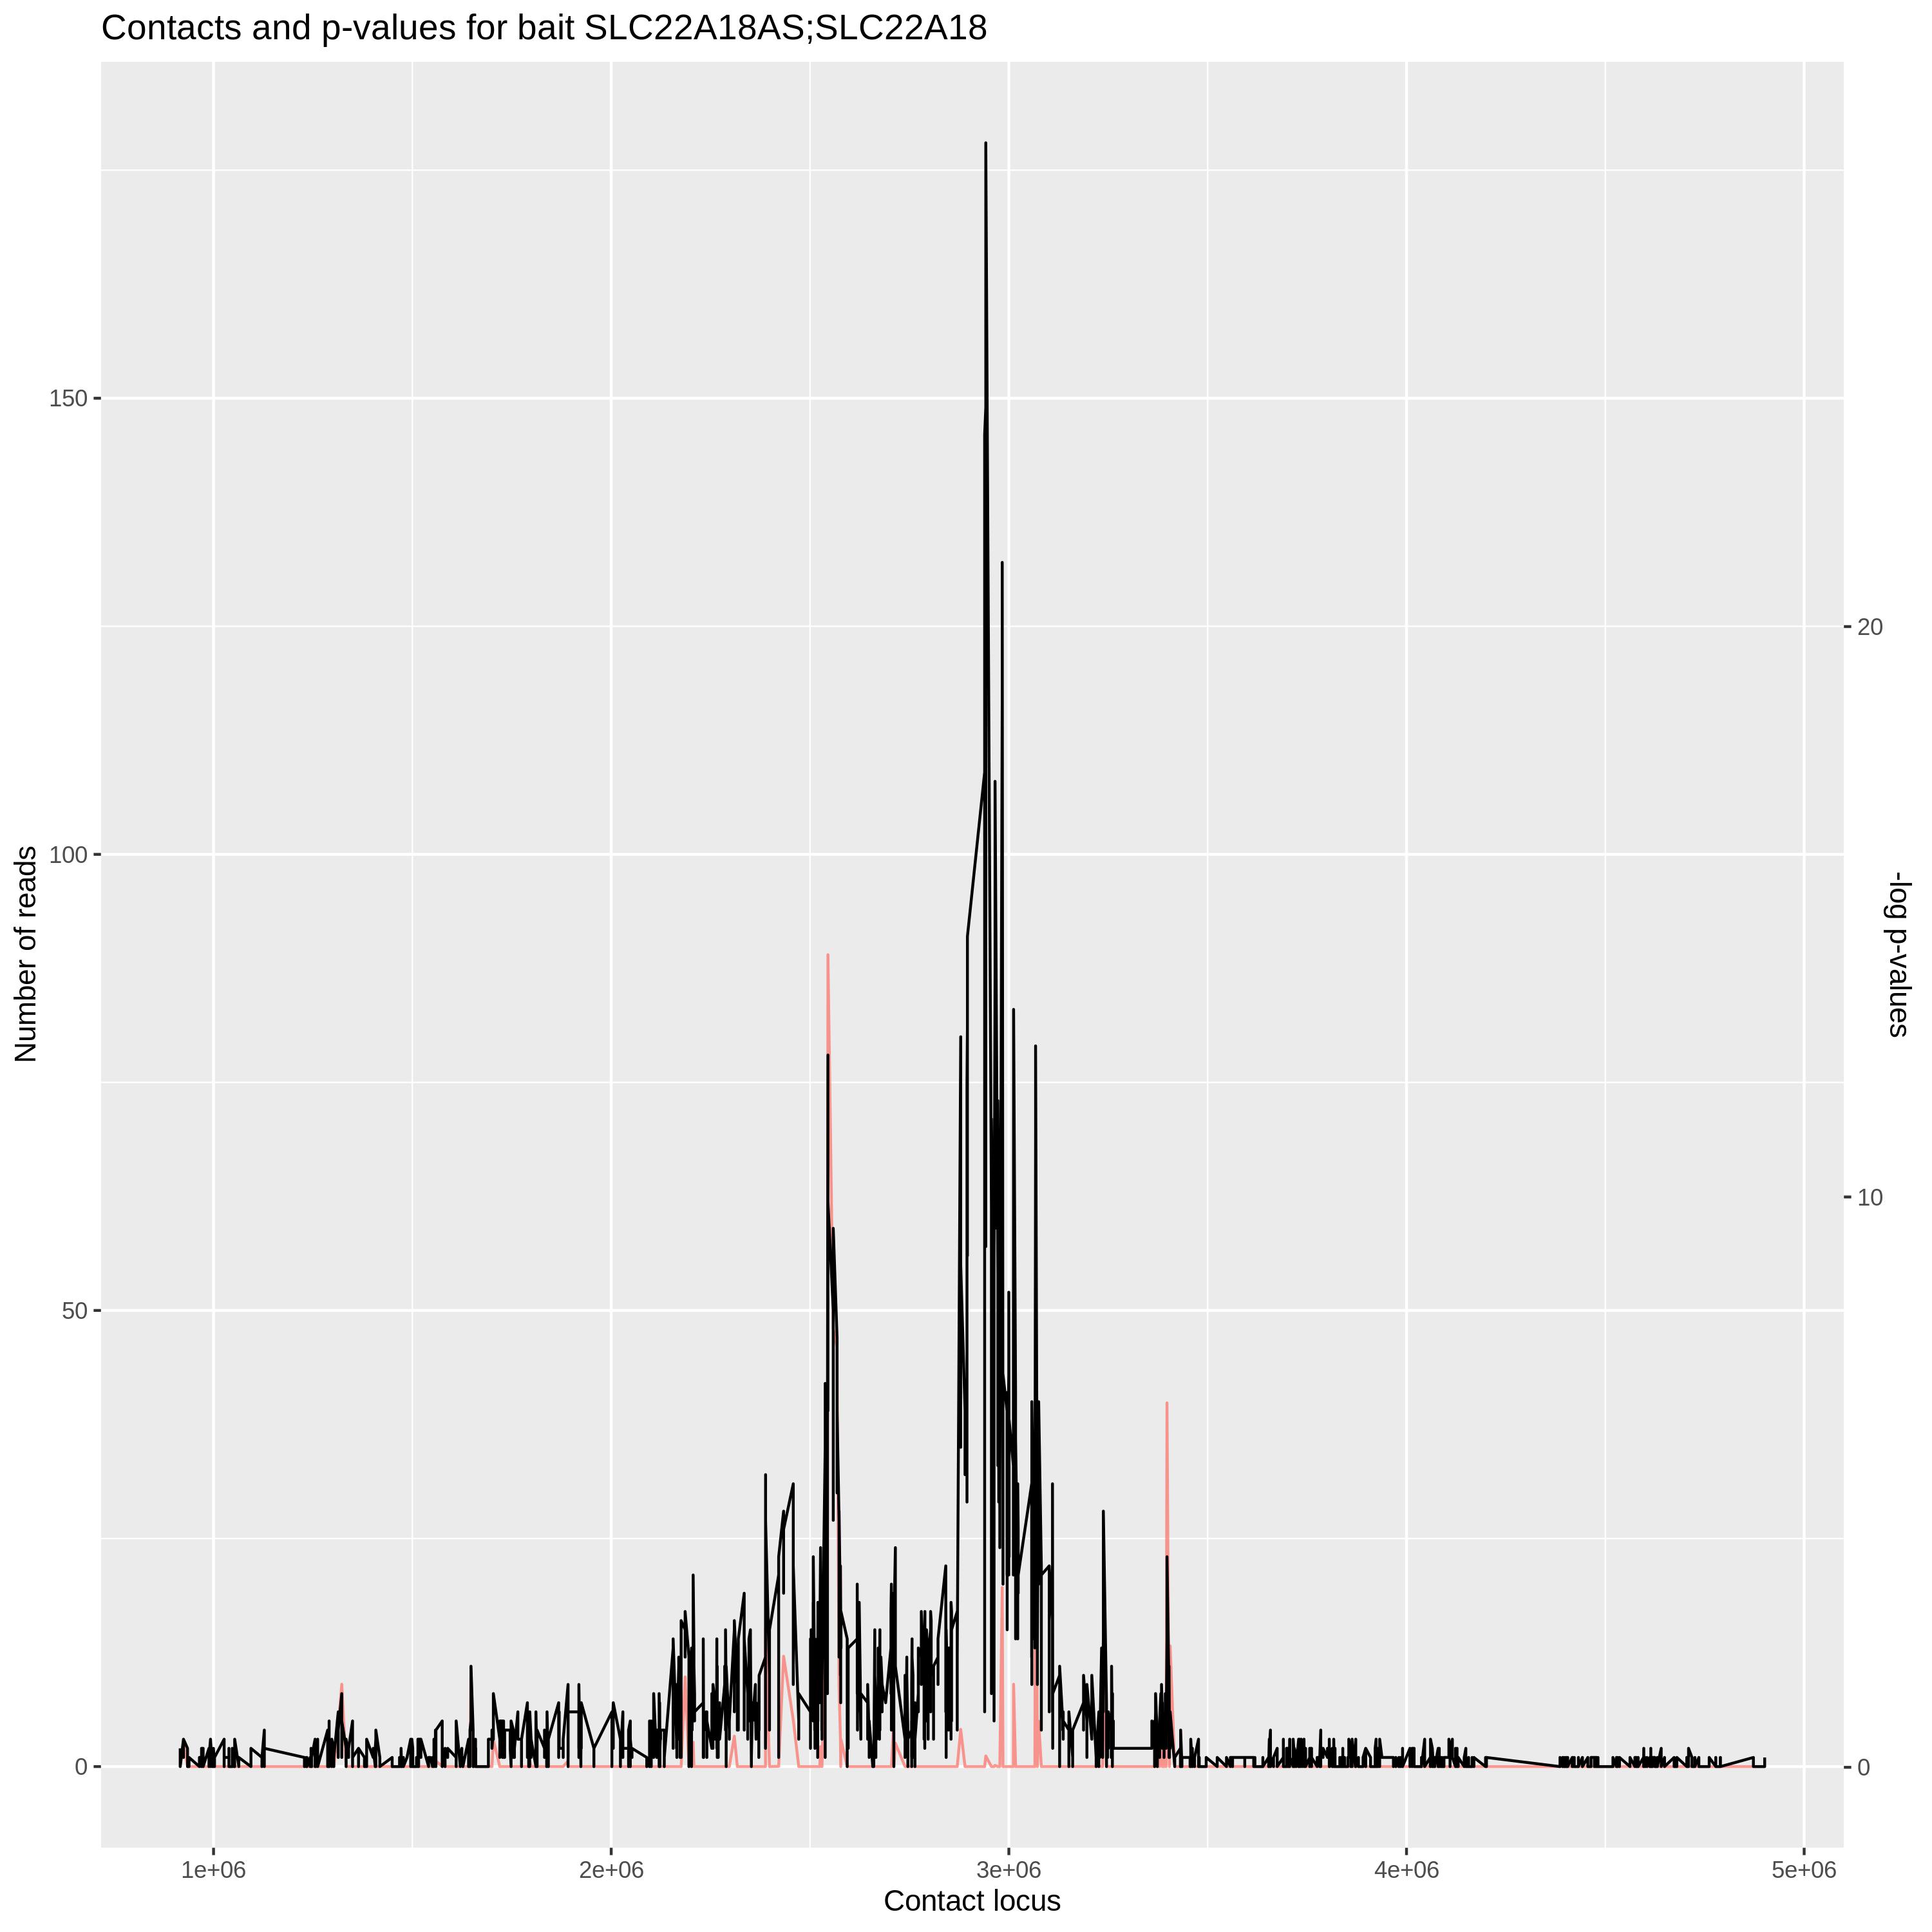 Contacts and p-values for bait SLC22A18AS;SLC22A18
Number of reads
150
100
50
0
20
10
0
-log p-values
1e+06
2e+06
3e+06
4e+06
5e+06
Contact locus